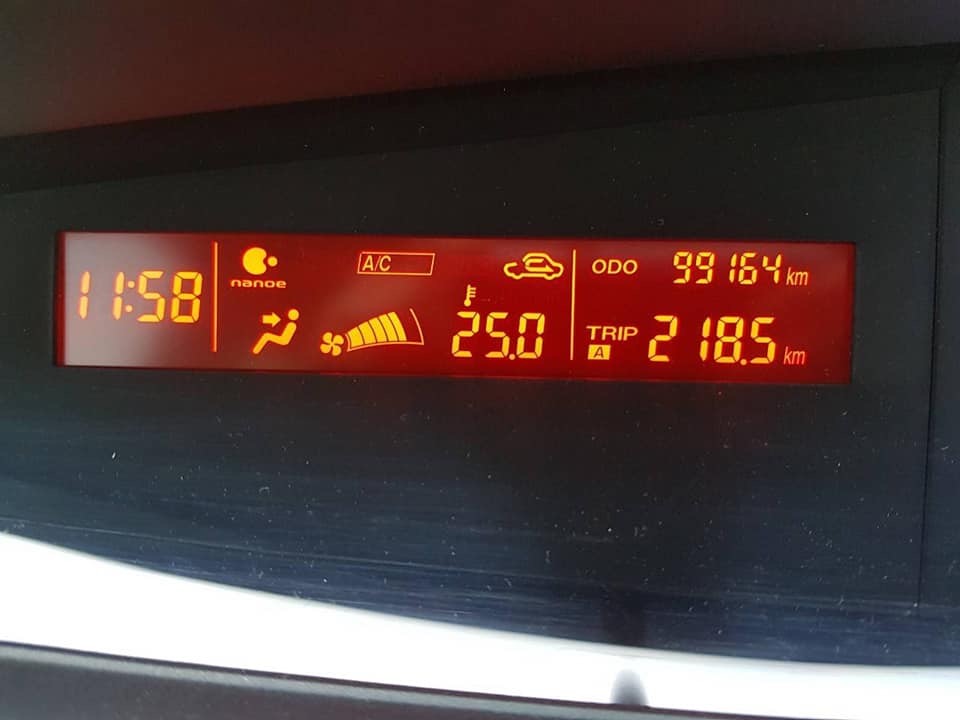 11:58
nanoe
A/C
25.0
ODO 99164 km
TRIP A 218.5 km